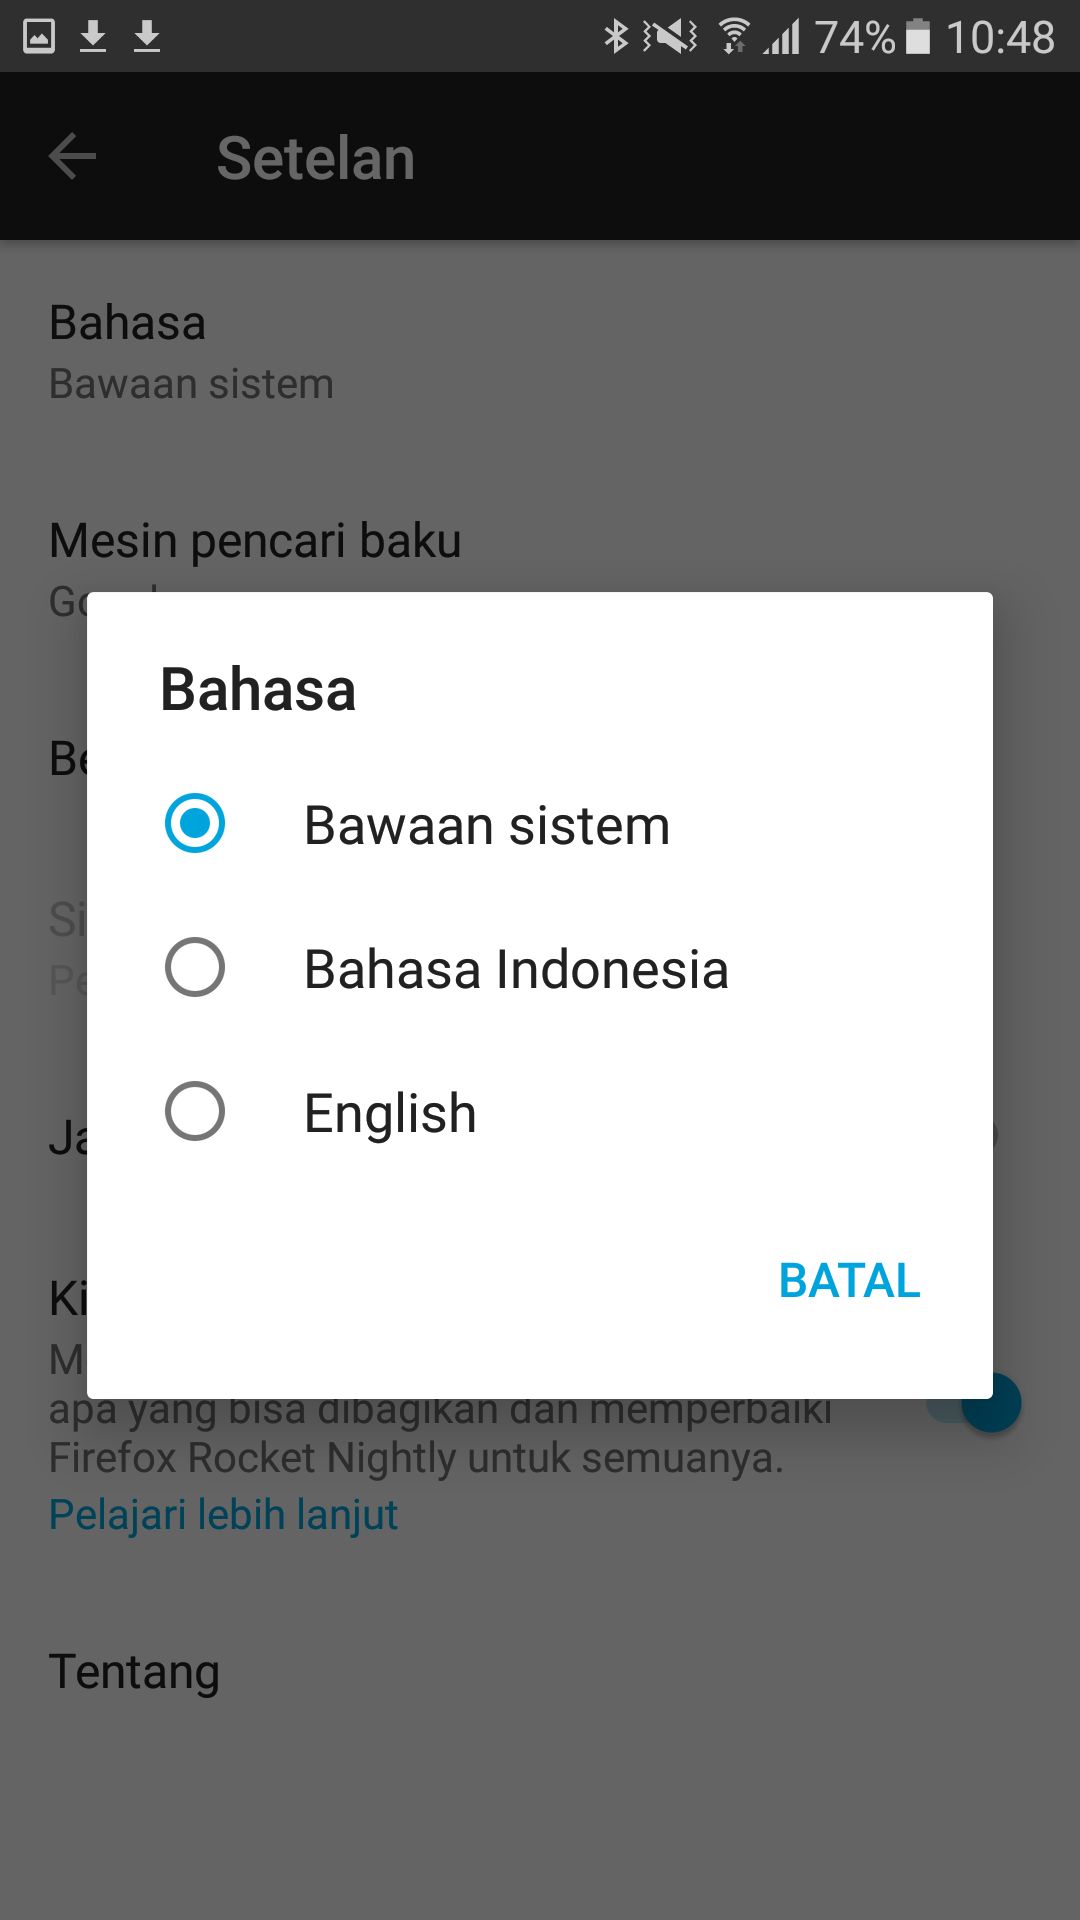 74% 10:48
Setelan
Bahasa
Bawaan sistem
Mesin pencari baku
Bahasa
Bawaan sistem
Bahasa Indonesia
English
BATAL
apa yang bisa dibagikan dan memperbaiki
Firefox Rocket Nightly untuk semuanya.
Pelajari lebih lanjut
Tentang